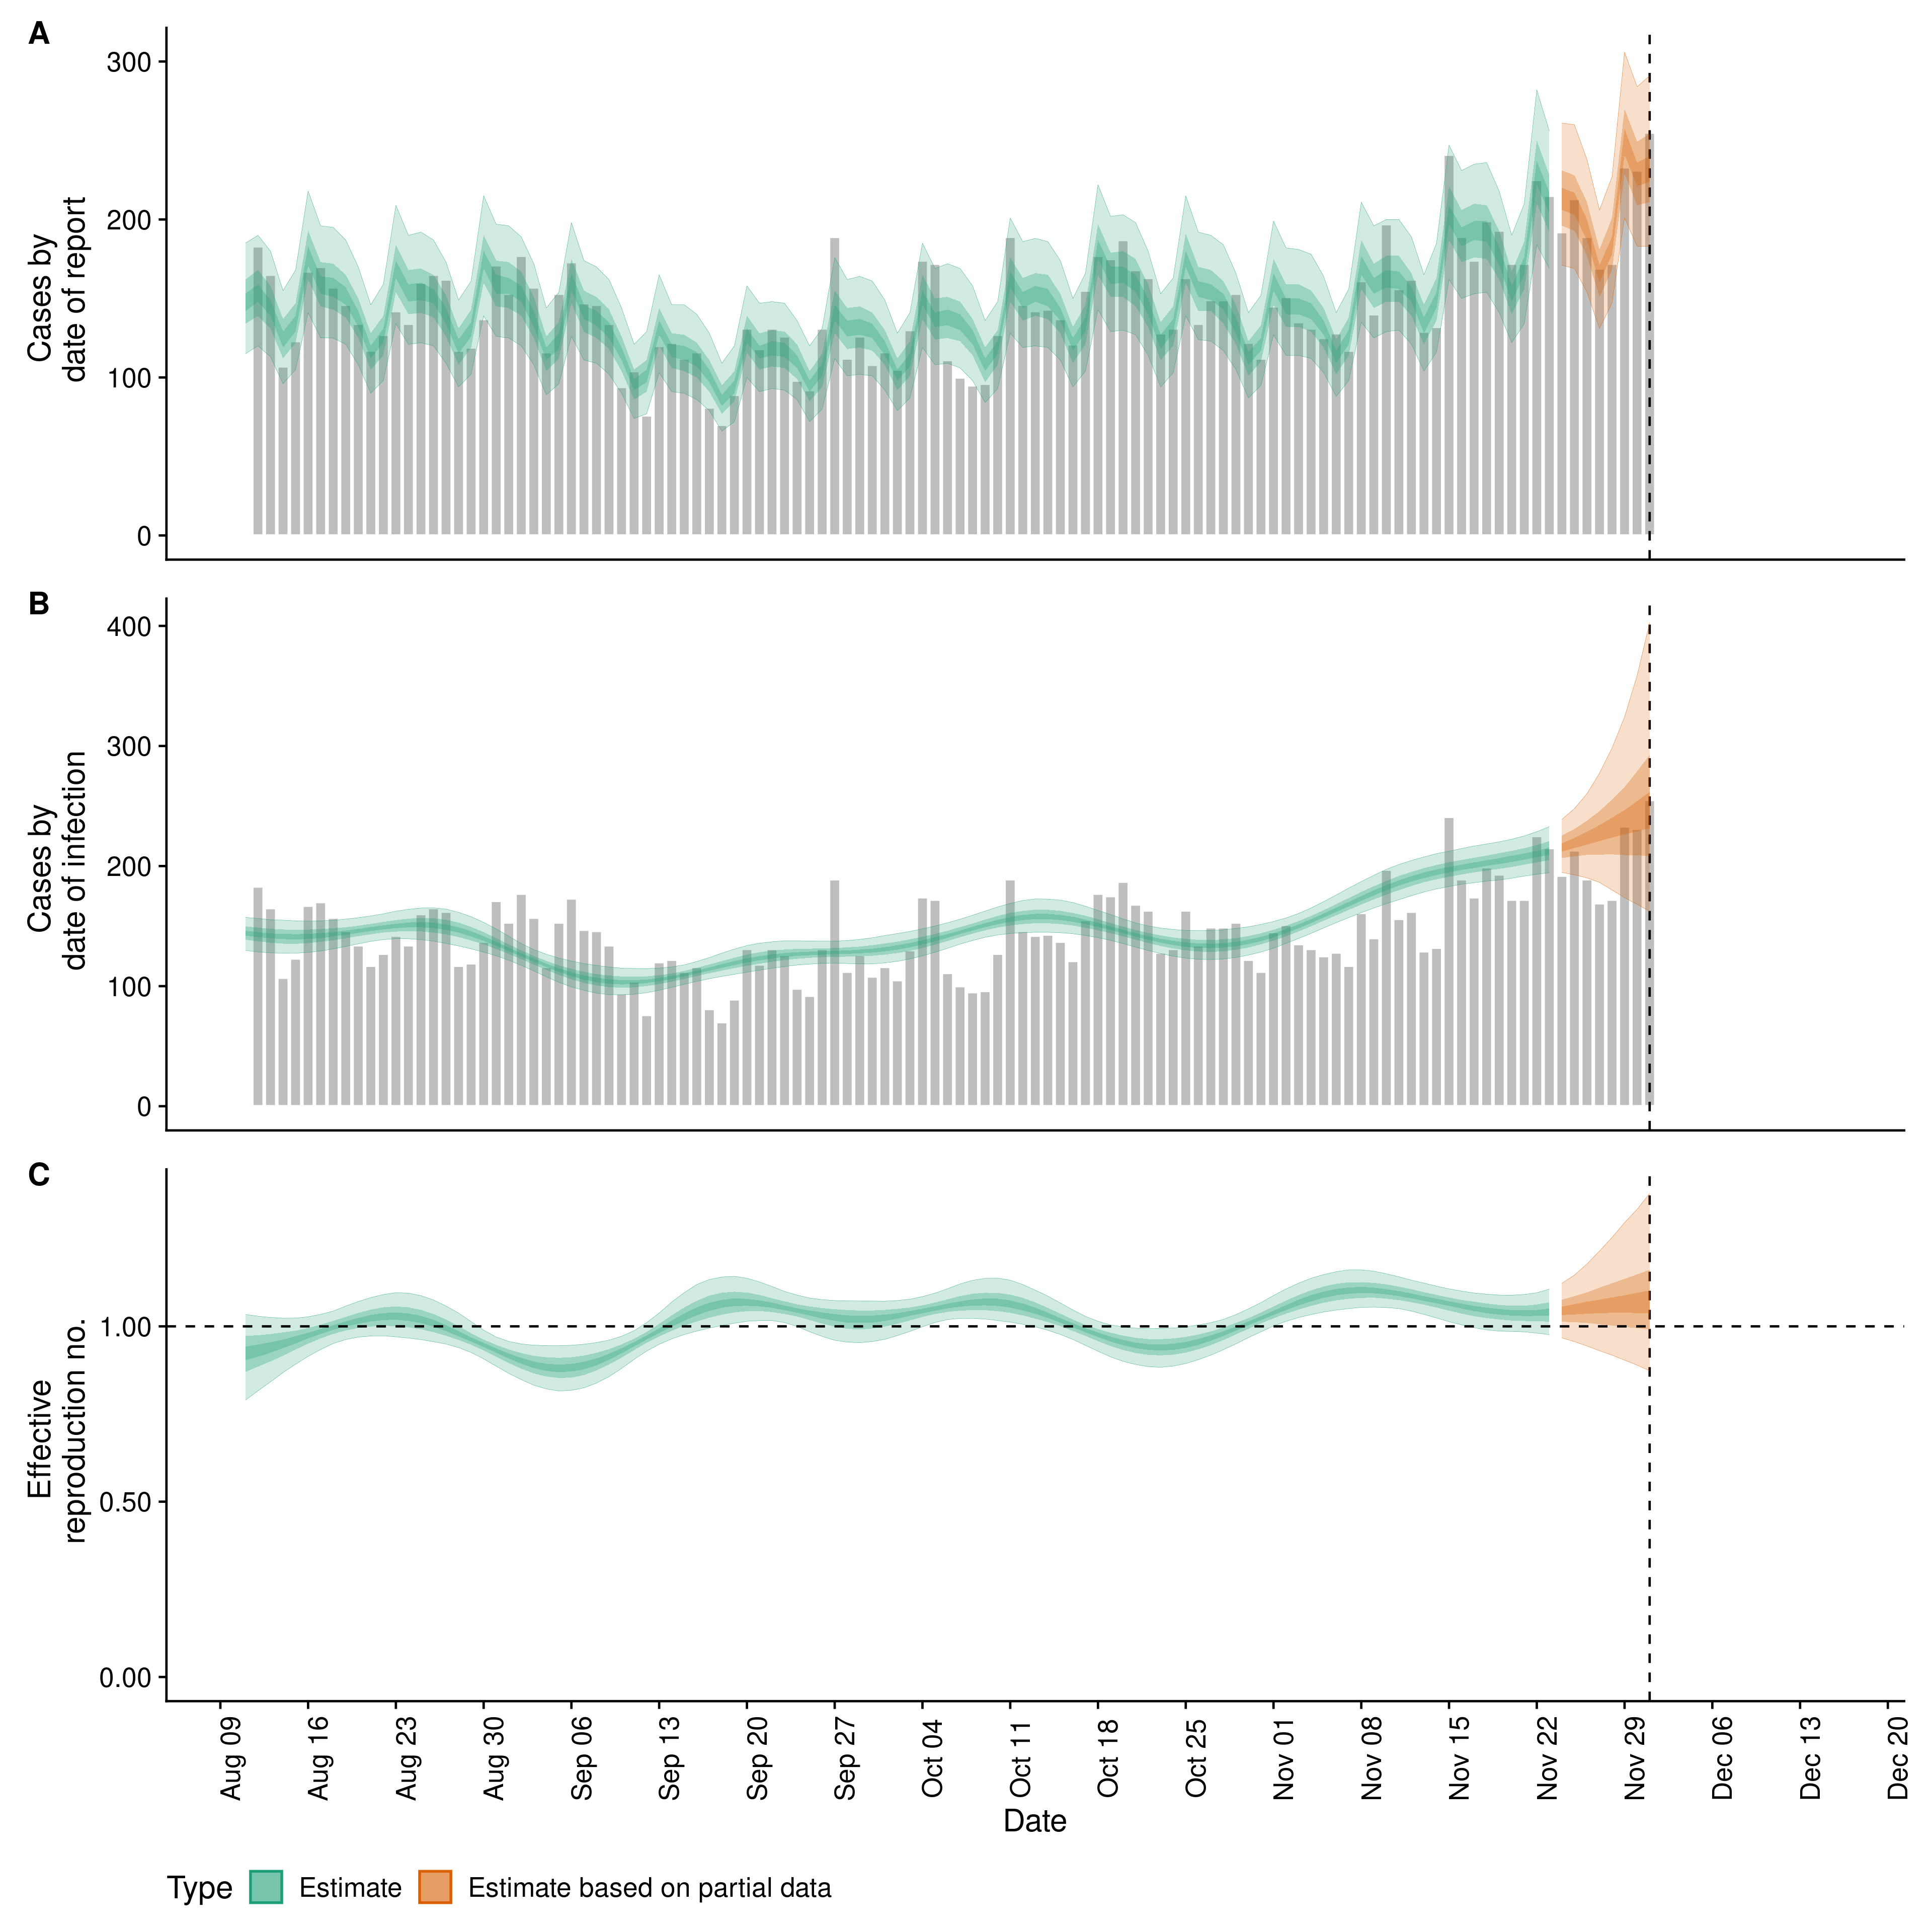 A
Cases by
date of report
300
200
100
0
B
Cases by
date of infection
400
300
200
100
0
C
Effective
reproduction no.
1.00
0.50
0.00
Aug 09
Aug 16
Aug 23
Aug 30
Sep 06
Sep 13
Sep 20
Sep 27
Oct 04
Oct 11
Oct 18
Oct 25
Nov 01
Nov 08
Nov 15
Nov 22
Nov 29
Dec 06
Dec 13
Dec 20
Date
Type Estimate Estimate based on partial data